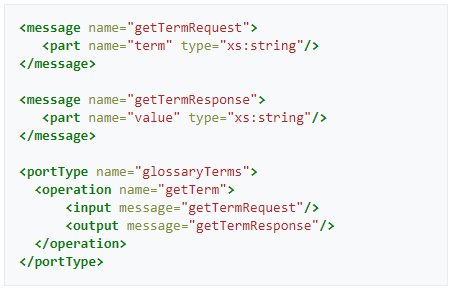 <message name="getTermRequest">
   <part name="term" type="xs:string"/>
</message>

<message name="getTermResponse">
   <part name="value" type="xs:string"/>
</message>

<portType name="glossaryTerms">
  <operation name="getTerm">
      <input message="getTermRequest"/>
      <output message="getTermResponse"/>
  </operation>
</portType>